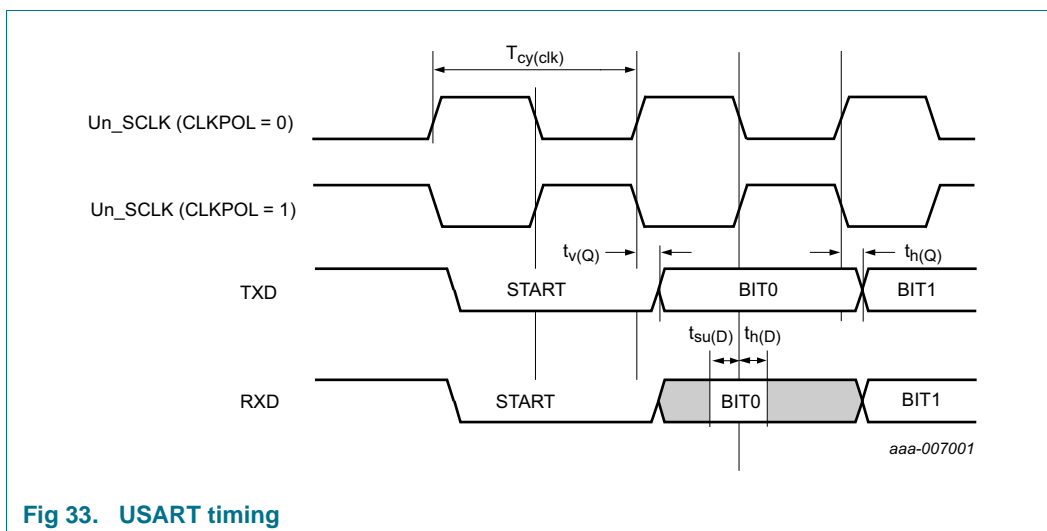 Tcy(clk)
Un_SCLK (CLKPOL = 0)
Un_SCLK (CLKPOL = 1)
tv(Q)
th(Q)
TXD
START
BIT0
BIT1
tsu(D)
th(D)
RXD
START
BIT0
BIT1
aaa-007001
Fig 33. USART timing